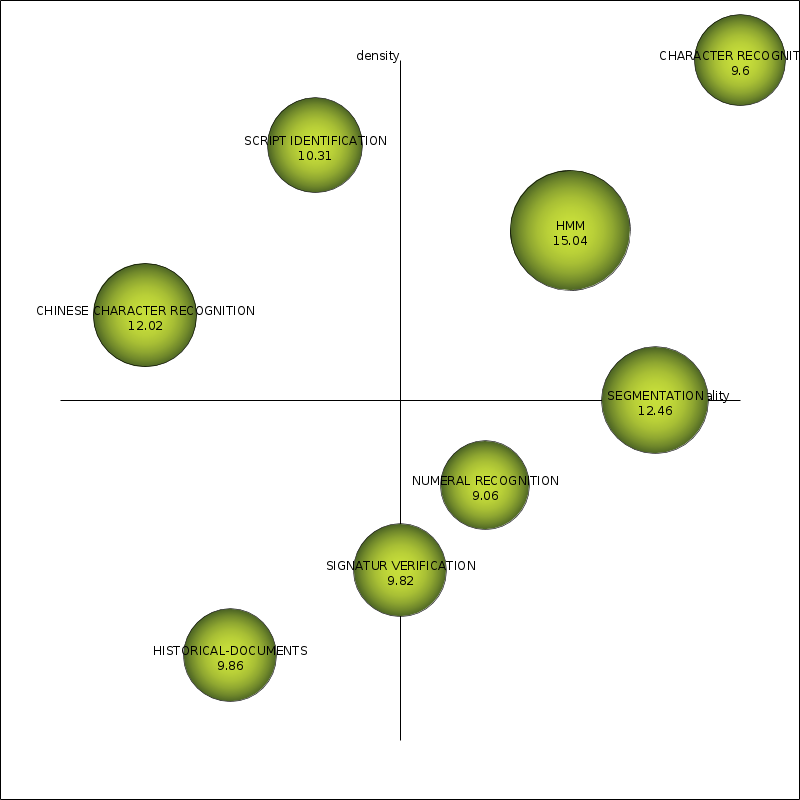 density
CHARACTER RECOGNIT
9.6
SCRIPT IDENTIFICATION
10.31
HMM
15.04
CHINESE CHARACTER RECOGNITION
12.02
SEGMENTATION
ality
12.46
NUMERAL RECOGNITION
9.06
SIGNATUR VERIFICATION
9.82
HISTORICAL-DOCUMENTS
9.86